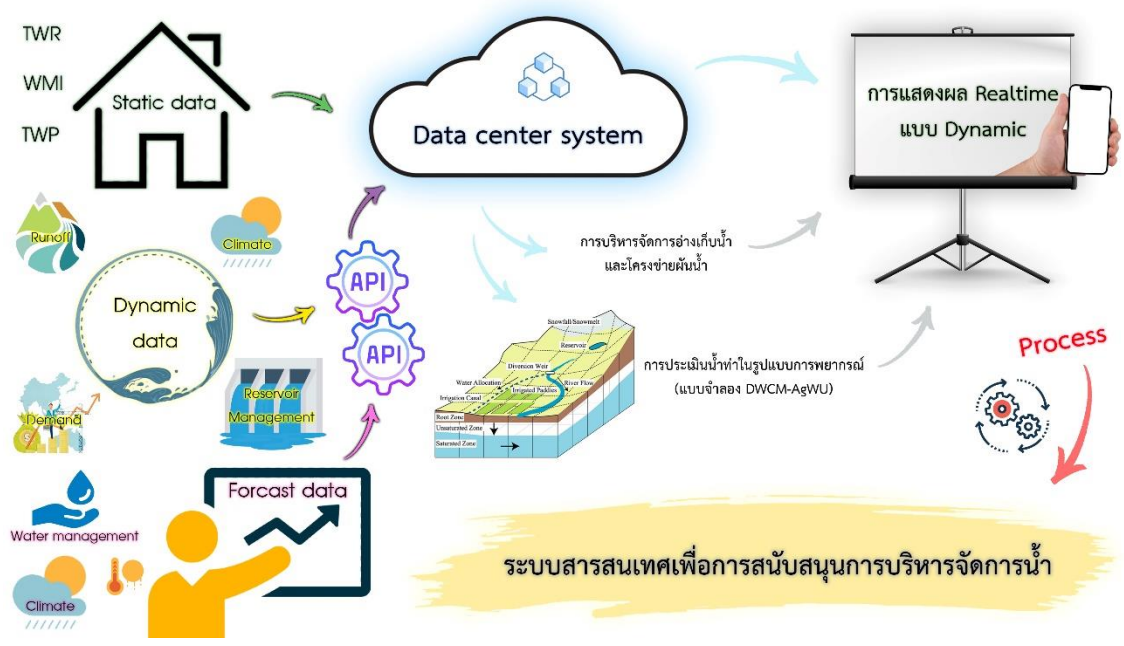 TWR
WMI
TWP
Static data
Data center system
การแสดงผล Realtime
แบบ Dynamic
Runoff
Climate
Dynamic
data
Demand
Reservoir
Management
API
API
การบริหารจัดการอ่างเก็บน้ำ
และโครงข่ายผันน้ำ
Snowfall/Snowmelt
Reservoir
Diversion Weir
Water Allocation
River Flow
Irrigation Canal
Irrigated Paddies
Root Zone
Unsaturated Zone
Saturated Zone
การประเมินน้ำท่าในรูปแบบการพยากรณ์
(แบบจำลอง DWCM-AgWU)
Process
Forcast data
Water management
Climate
ระบบสารสนเทศเพื่อการสนับสนุนการบริหารจัดการน้ำ